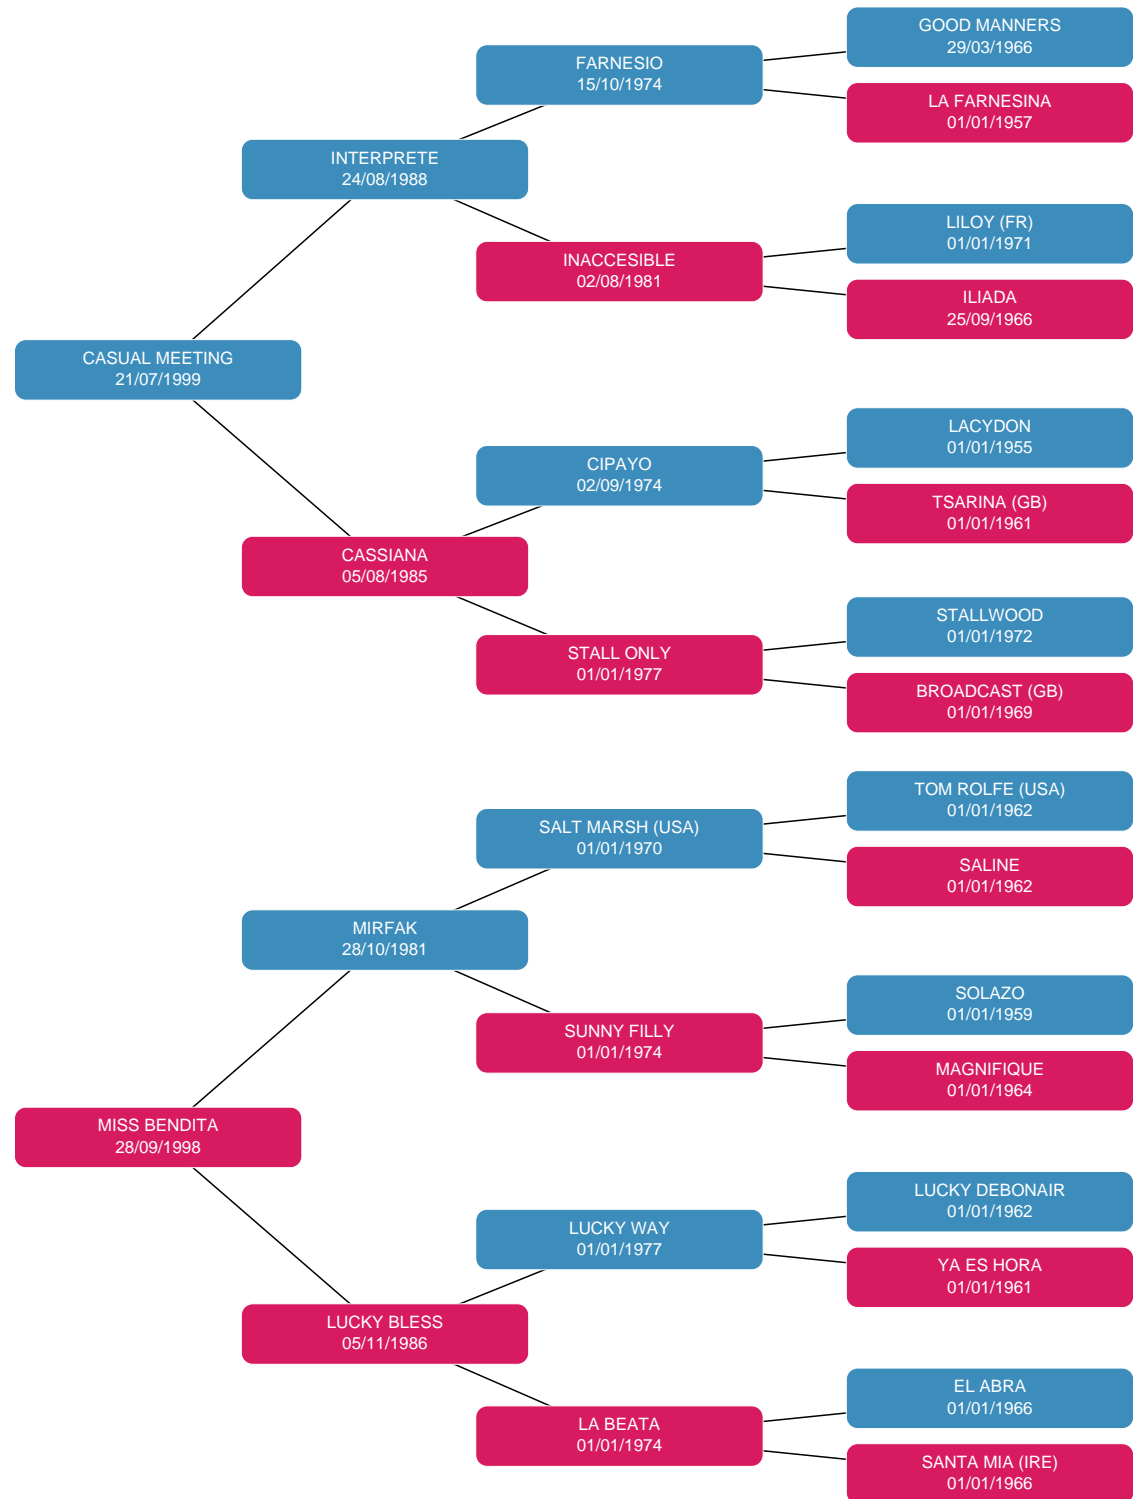 GOOD MANNERS
29/03/1966
FARNESIO
15/10/1974
LA FARNESINA
01/01/1957
INTERPRETE
24/08/1988
LILOY (FR)
01/01/1971
INACCESIBLE
02/08/1981
ILIADA
25/09/1966
CASUAL MEETING
21/07/1999
LACYDON
01/01/1955
CIPAYO
02/09/1974
TSARINA (GB)
01/01/1961
CASSIANA
05/08/1985
STALLWOOD
01/01/1972
STALL ONLY
01/01/1977
BROADCAST (GB)
01/01/1969
TOM ROLFE (USA)
01/01/1962
SALT MARSH (USA)
01/01/1970
SALINE
01/01/1962
MIRFAK
28/10/1981
SOLAZO
01/01/1959
SUNNY FILLY
01/01/1974
MAGNIFIQUE
01/01/1964
MISS BENDITA
28/09/1998
LUCKY DEBONAIR
01/01/1962
LUCKY WAY
01/01/1977
YA ES HORA
01/01/1961
LUCKY BLESS
05/11/1986
EL ABRA
01/01/1966
LA BEATA
01/01/1974
SANTA MIA (IRE)
01/01/1966